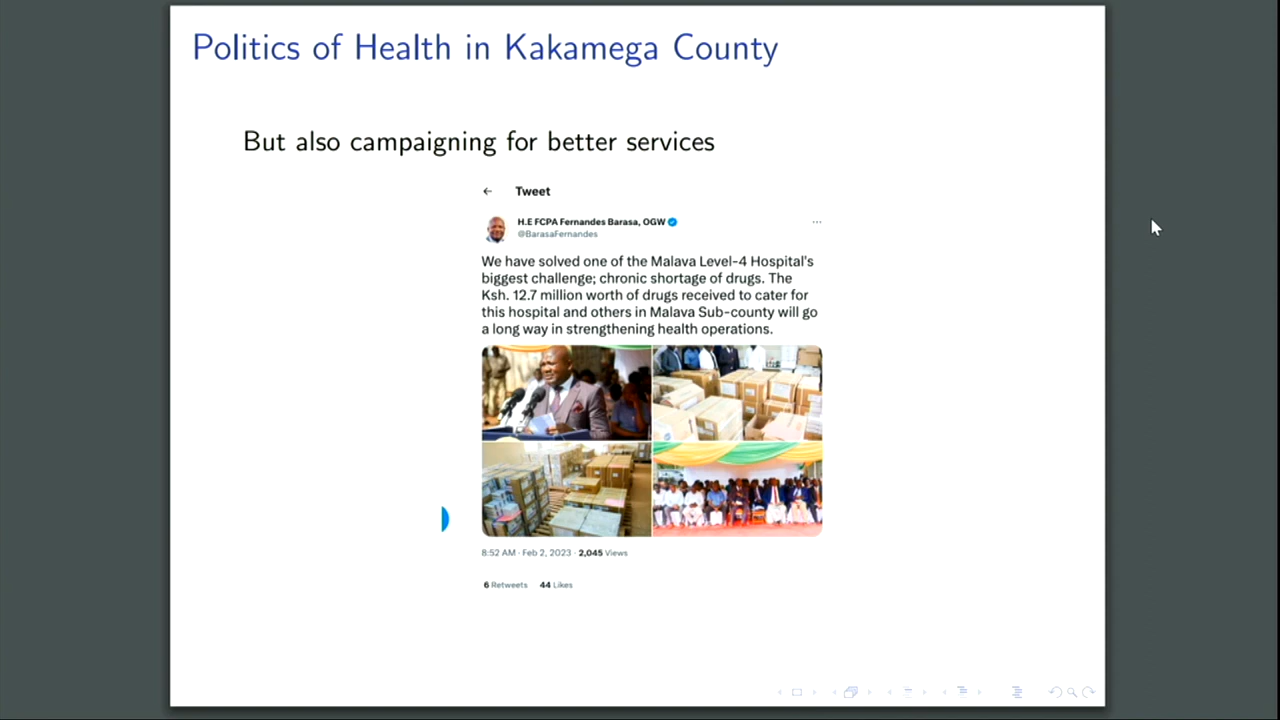 Politics of Health in Kakamega County
But also campaigning for better services
Tweet
H.E FCPA Fernandes Barasa, OGW
@BarasaFernandes
We have solved one of the Malava Level-4 Hospital's
biggest challenge; chronic shortage of drugs. The
Ksh. 12.7 million worth of drugs received to cater for
this hospital and others in Malava Sub-county will go
a long way in strengthening health operations.
8:52 AM · Feb 2, 2023 · 2,045 Views
6 Retweets 44 Likes